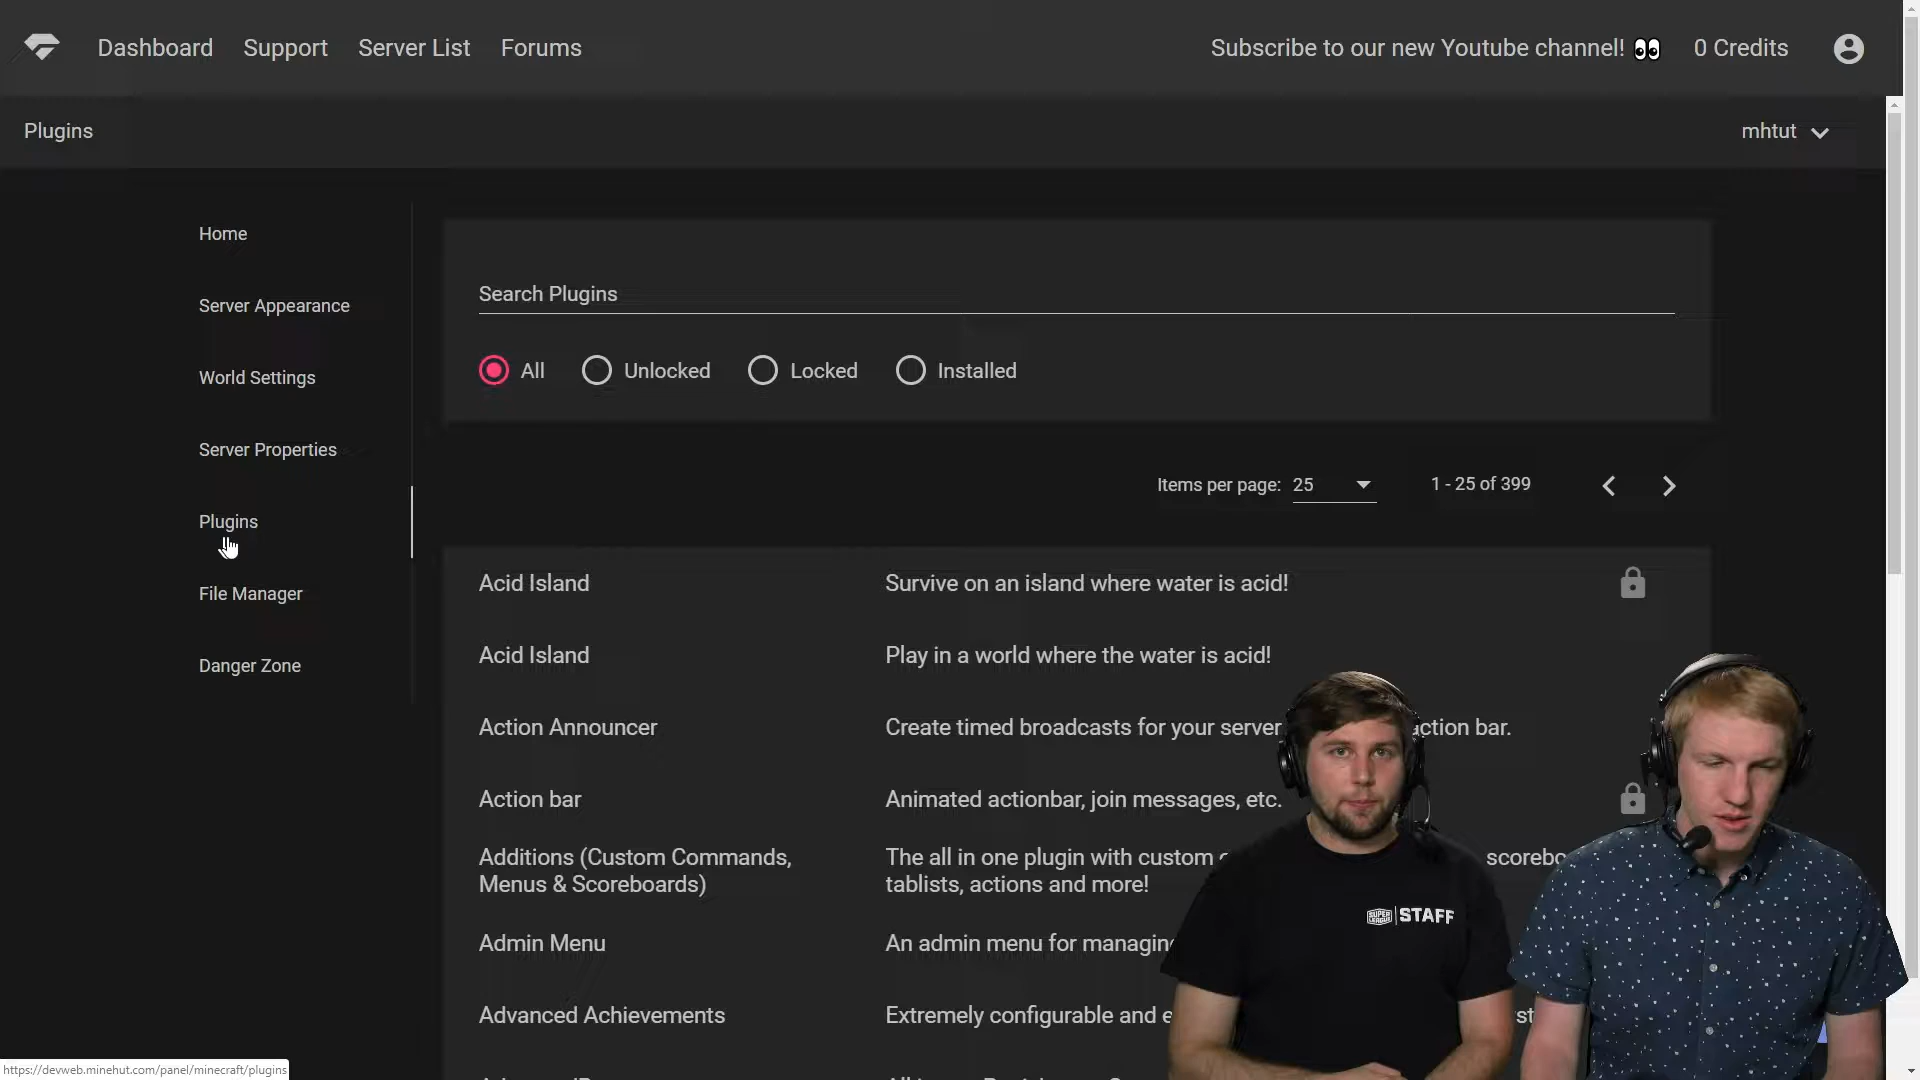 Dashboard Support Server List Forums Subscribe to our new Youtube channel! 👀 0 Credits
Plugins mhtut
Home
Server Appearance
World Settings
Server Properties
Plugins
File Manager
Danger Zone
Search Plugins
All Unlocked Locked Installed
Items per page: 25 1 - 25 of 399
Acid Island Survive on an island where water is acid!
Acid Island Play in a world where the water is acid!
Action Announcer Create timed broadcasts for your server action bar.
Action bar Animated actionbar, join messages, etc.
Additions (Custom Commands, The all in one plugin with custom
Menus & Scoreboards) tablists, actions and more!
Admin Menu An admin menu for managing
Advanced Achievements Extremely configurable and
SUPER LEAGUE STAFF
https://devweb.minehut.com/panel/minecraft/plugins